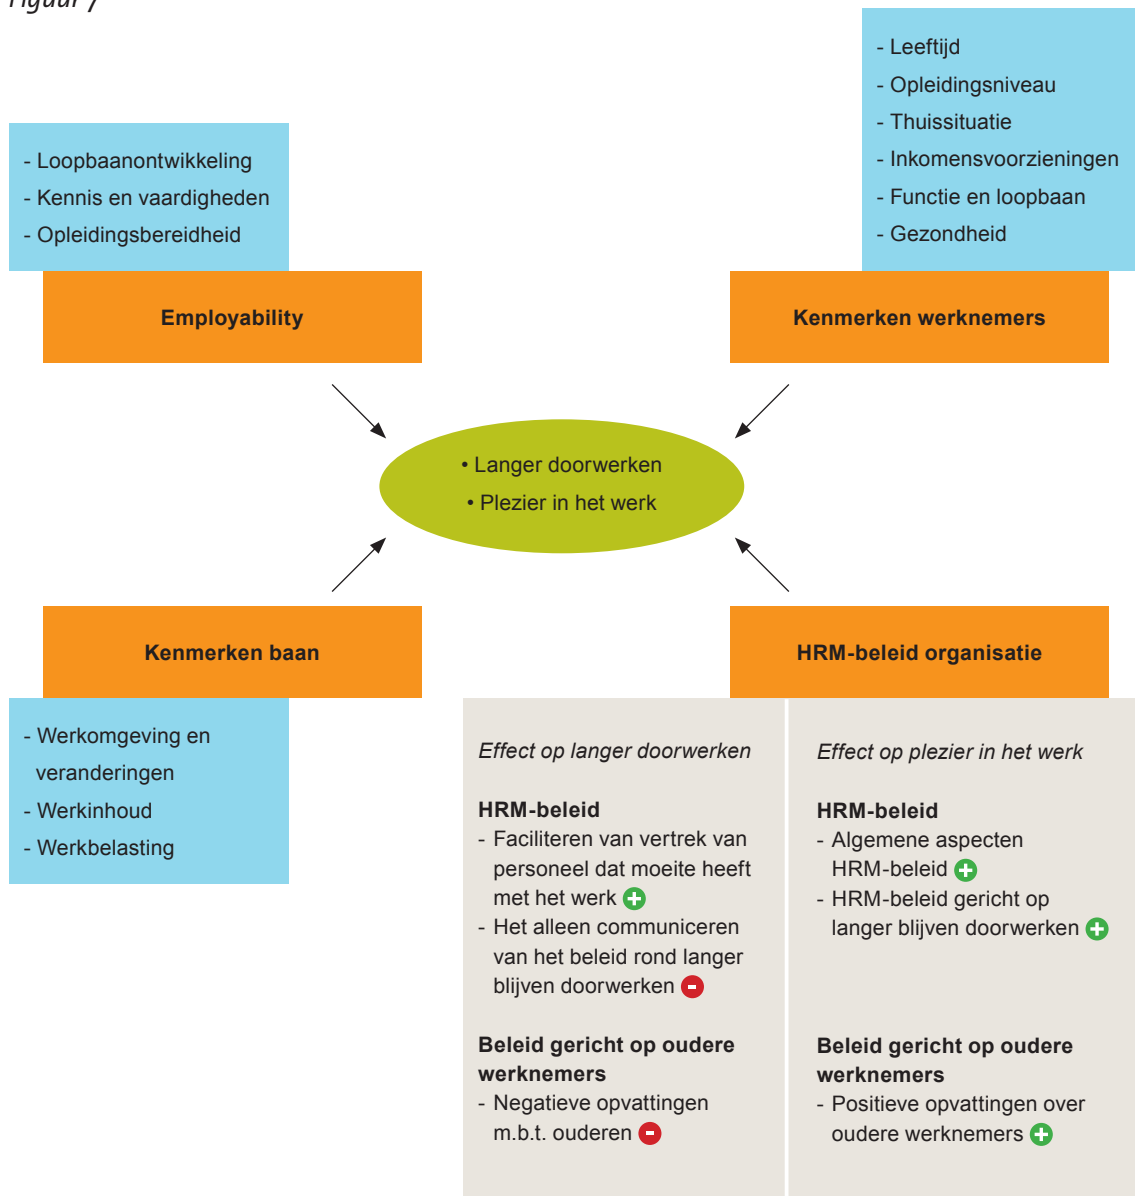 Figuur 7
- Leeftijd
- Opleidingsniveau
- Thuissituatie
- Inkomensvoorzieningen
- Functie en loopbaan
- Gezondheid
- Loopbaanontwikkeling
- Kennis en vaardigheden
- Opleidingsbereidheid
Employability
Kenmerken werknemers
• Langer doorwerken
• Plezier in het werk
Kenmerken baan
HRM-beleid organisatie
- Werkomgeving en
veranderingen
- Werkinhoud
- Werkbelasting
Effect op langer doorwerken
HRM-beleid
- Faciliteren van vertrek van
personeel dat moeite heeft
met het werk +
- Het alleen communiceren
van het beleid rond langer
blijven doorwerken -
Beleid gericht op oudere
werknemers
- Negatieve opvattingen
m.b.t. ouderen -
Effect op plezier in het werk
HRM-beleid
- Algemene aspecten
HRM-beleid +
- HRM-beleid gericht op
langer blijven doorwerken +
Beleid gericht op oudere
werknemers
- Positieve opvattingen over
oudere werknemers +